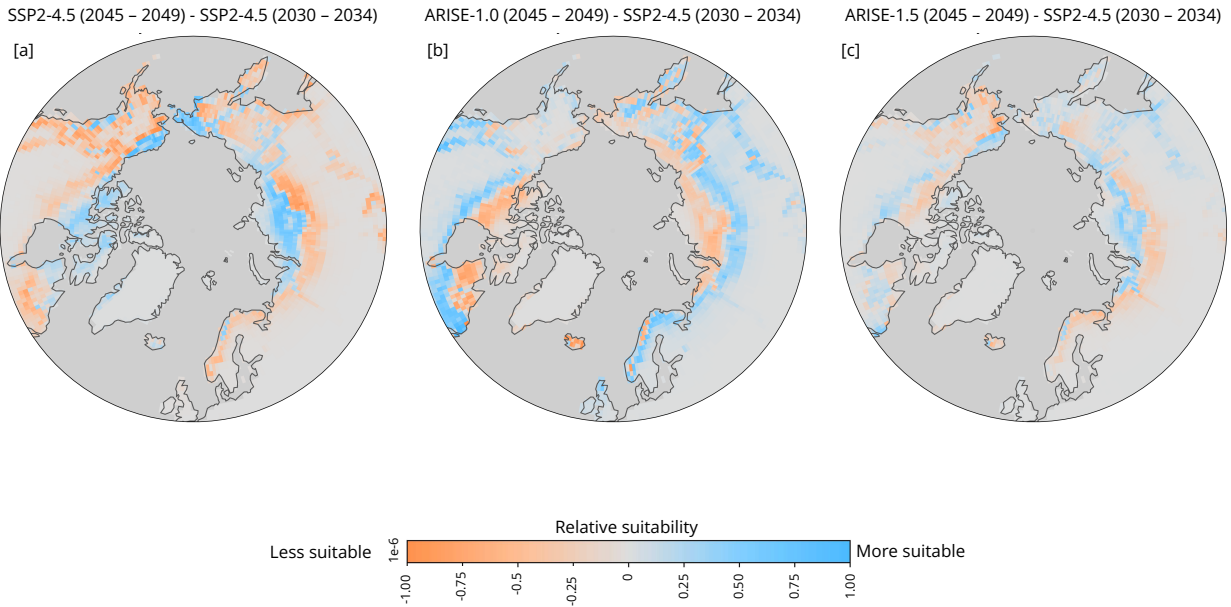 SSP2-4.5 (2045 – 2049) - SSP2-4.5 (2030 – 2034)
ARISE-1.0 (2045 – 2049) - SSP2-4.5 (2030 – 2034)
ARISE-1.5 (2045 – 2049) - SSP2-4.5 (2030 – 2034)
[a]
[b]
[c]
Relative suitability
Less suitable
1e-6
More suitable
-1.00
-0.75
-0.5
-0.25
0
0.25
0.50
0.75
1.00